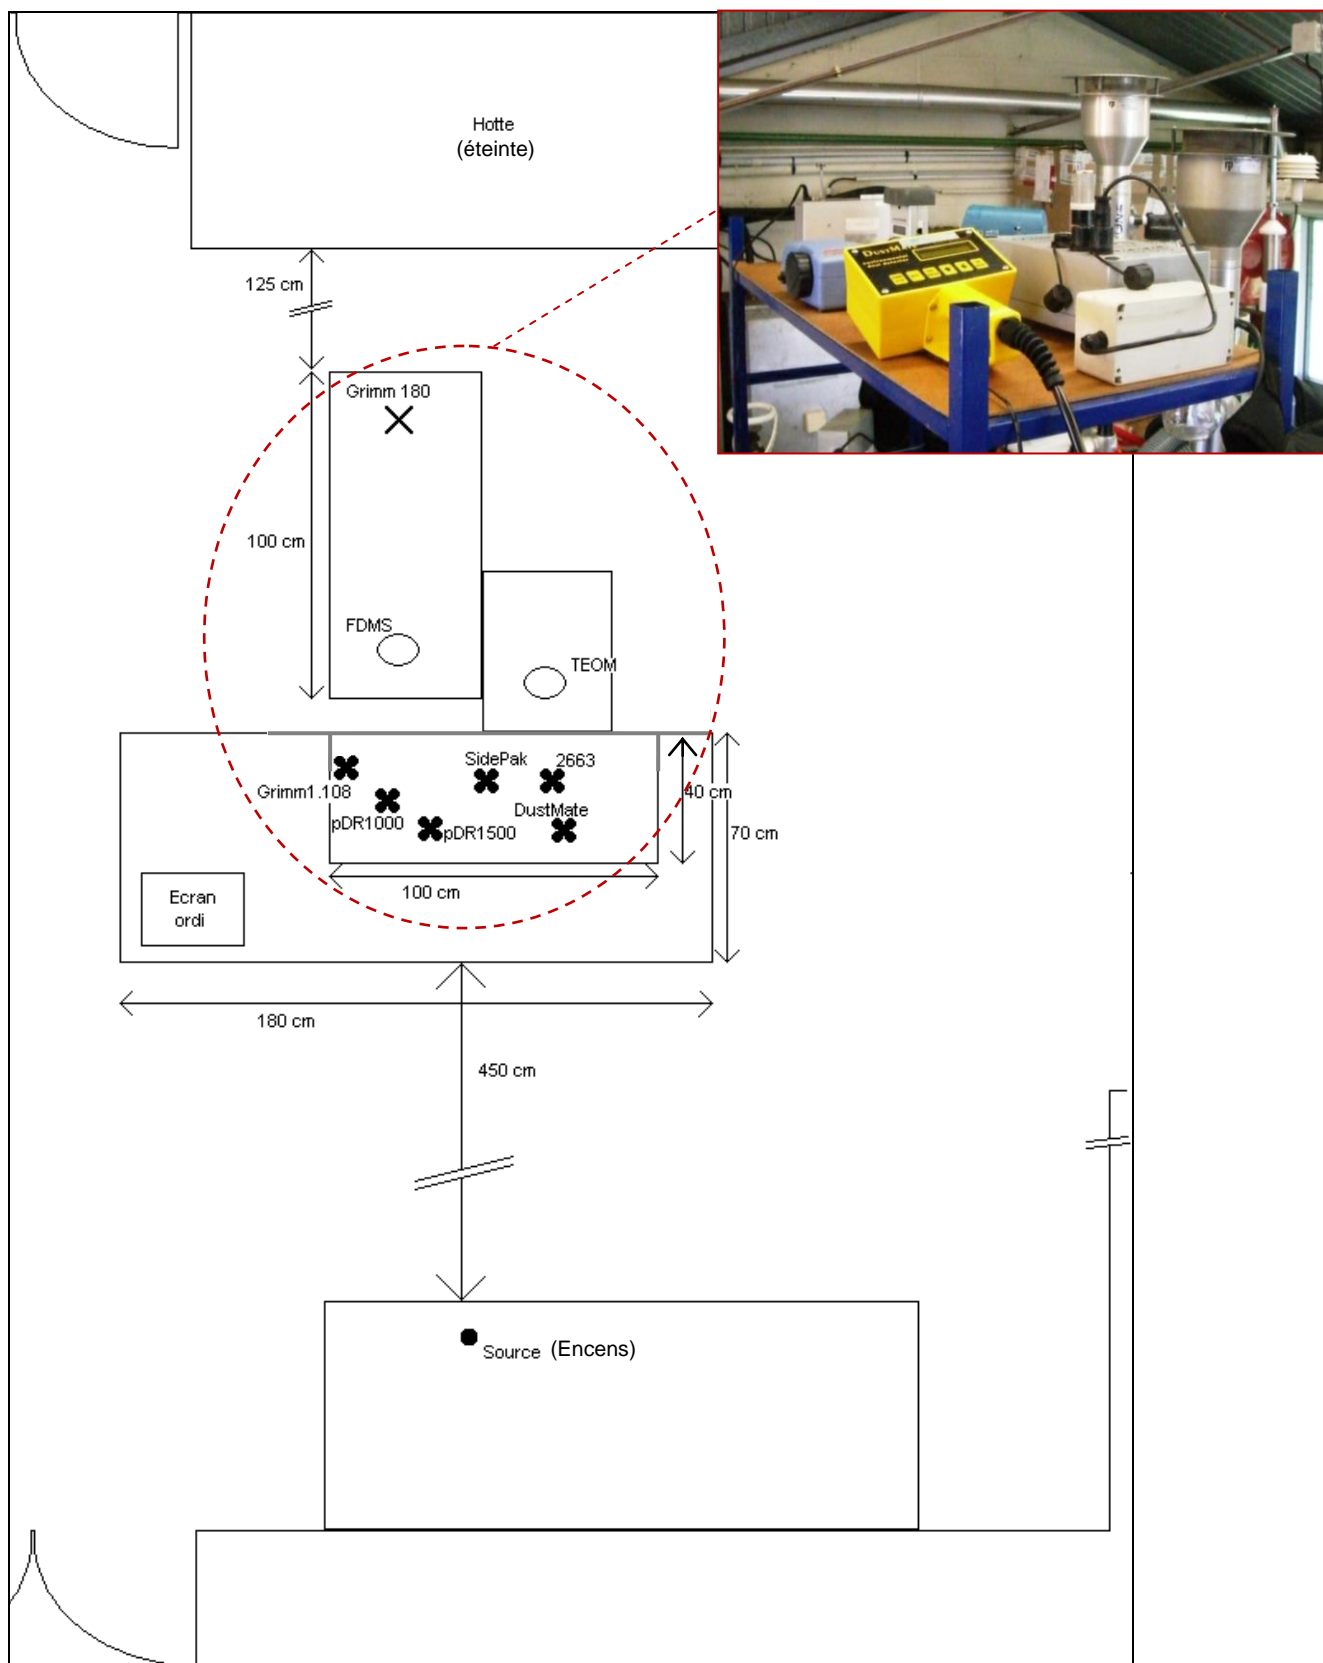 Hotte
(éteinte)
125 cm
Grimm 180
100 cm
FDMS
TEOM
SidePak
2663
Grimm1.108
40 cm
pDR1000
DustMate
pDR1500
70 cm
100 cm
Ecran
ordi
180 cm
450 cm
Source (Encens)